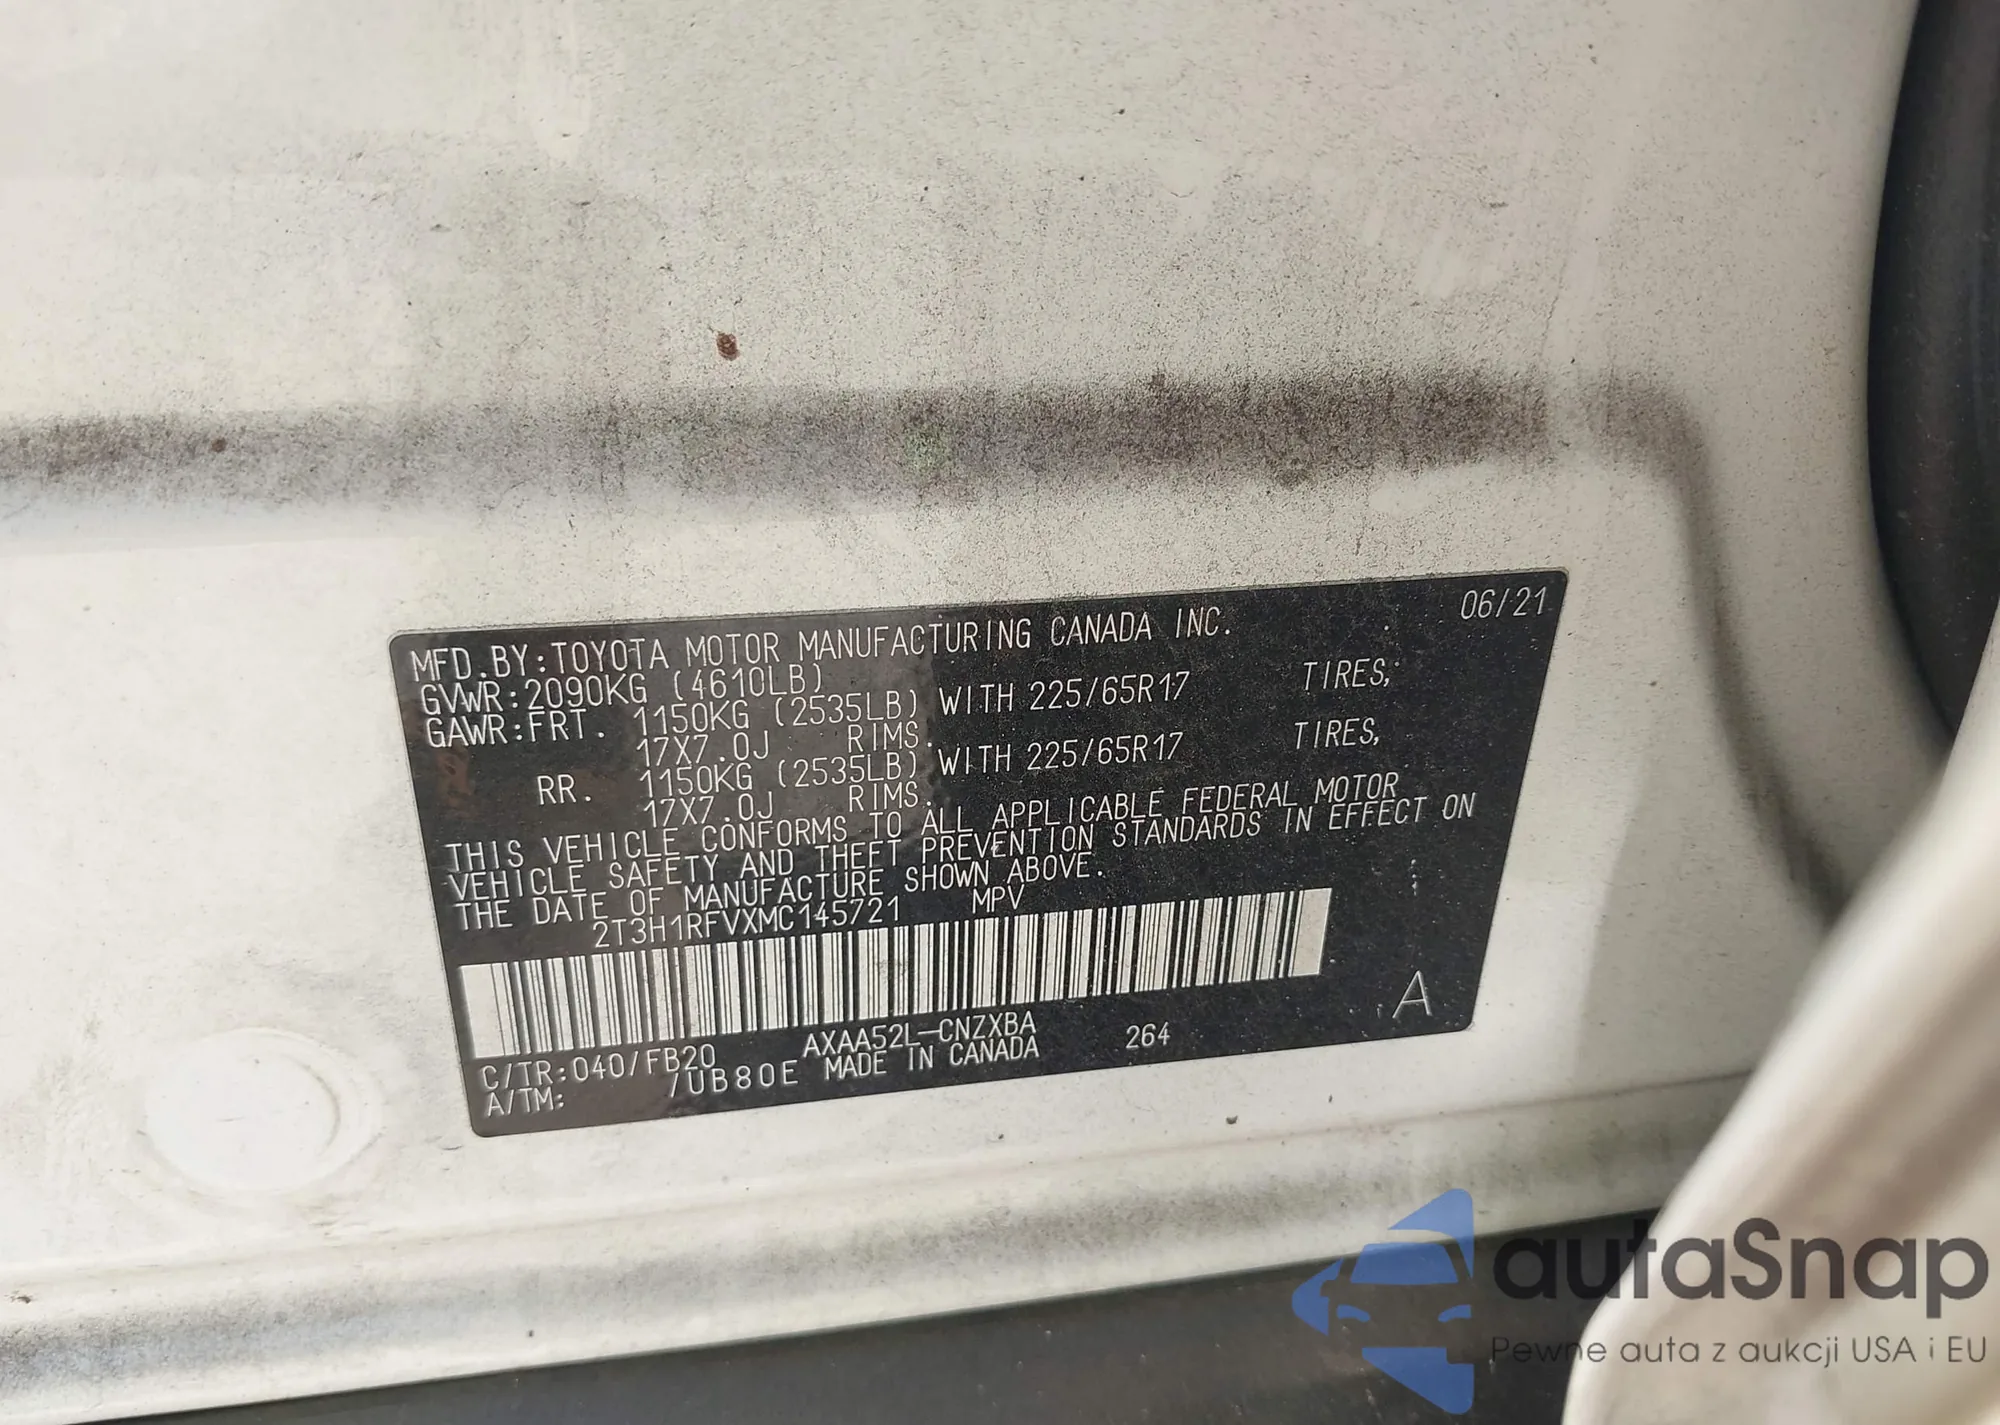 MFD.BY:TOYOTA MOTOR MANUFACTURING CANADA INC. 06/21
GVWR:2090KG (4610LB)
GAWR:FRT. 1150KG (2535LB) WITH 225/65R17 TIRES,
17X7.0J RIMS.
RR. 1150KG (2535LB) WITH 225/65R17 TIRES,
17X7.0J RIMS.
THIS VEHICLE CONFORMS TO ALL APPLICABLE FEDERAL MOTOR
VEHICLE SAFETY AND THEFT PREVENTION STANDARDS IN EFFECT ON
THE DATE OF MANUFACTURE SHOWN ABOVE.
2T3H1RFVXMC145721 MPV
A
C/TR:040/FB20 AXAA52L-CNZXBA 264
A/TM: /UB80E MADE IN CANADA
autaSnap
Pewne auta z aukcji USA i EU